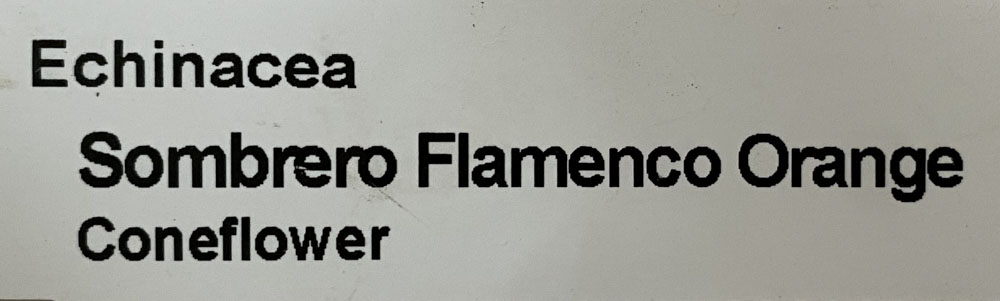 Echinacea
Sombrero Flamenco Orange
Coneflower